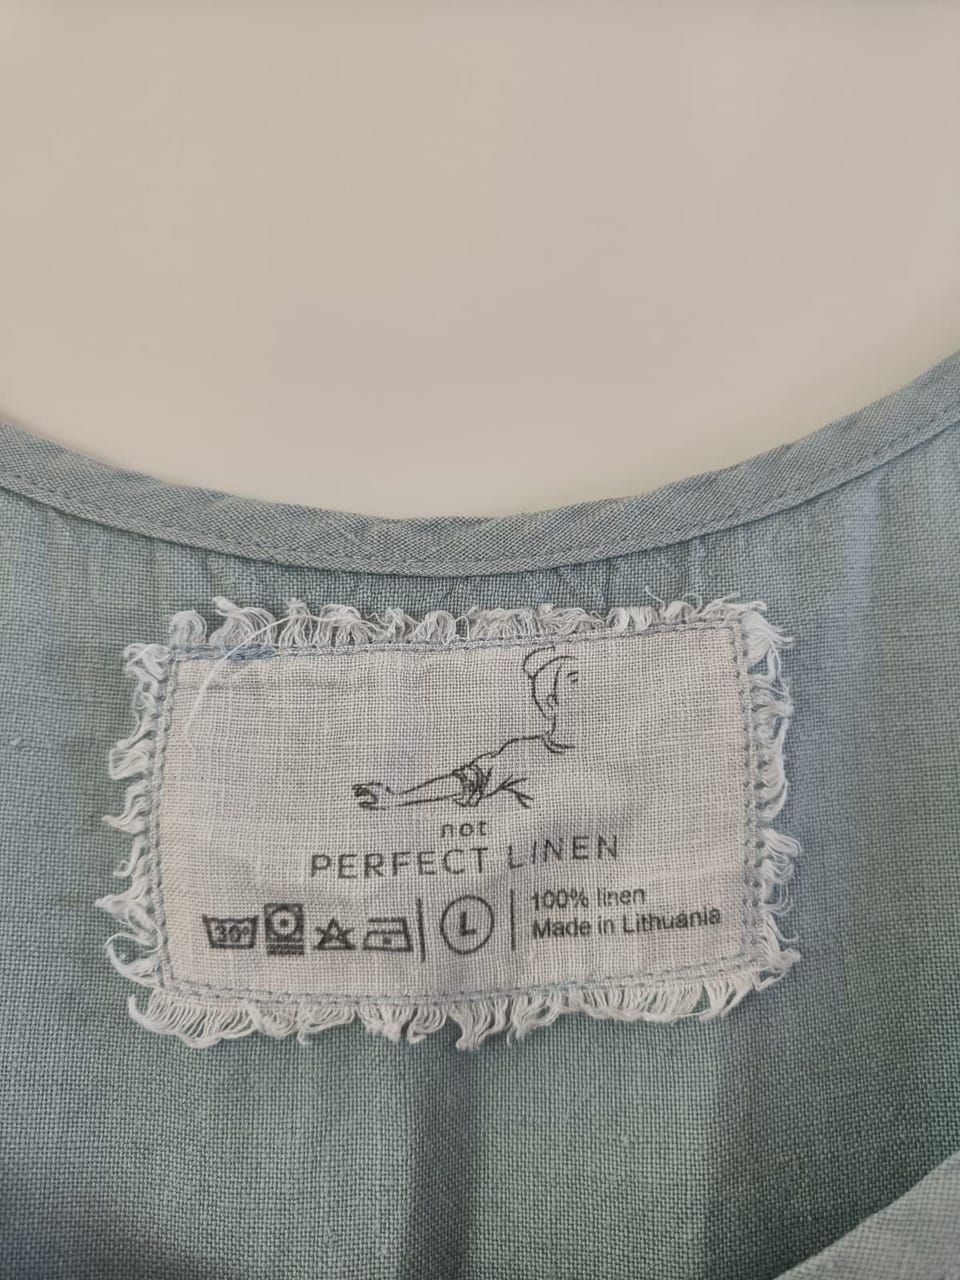 not
PERFECT LINEN
30° L 100% linen
Made in Lithuania